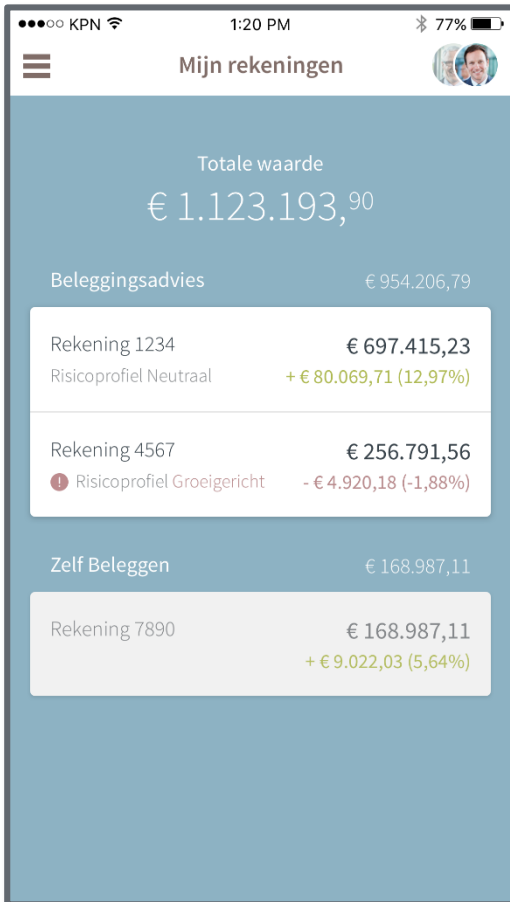 KPN 1:20 PM 77%
Mijn rekeningen
Totale waarde
€ 1.123.193,90
Beleggingsadvies € 954.206,79
Rekening 1234 € 697.415,23
Risicoprofiel Neutraal + € 80.069,71 (12,97%)
Rekening 4567 € 256.791,56
! Risicoprofiel Groeigericht - € 4.920,18 (-1,88%)
Zelf Beleggen € 168.987,11
Rekening 7890 € 168.987,11
+ € 9.022,03 (5,64%)